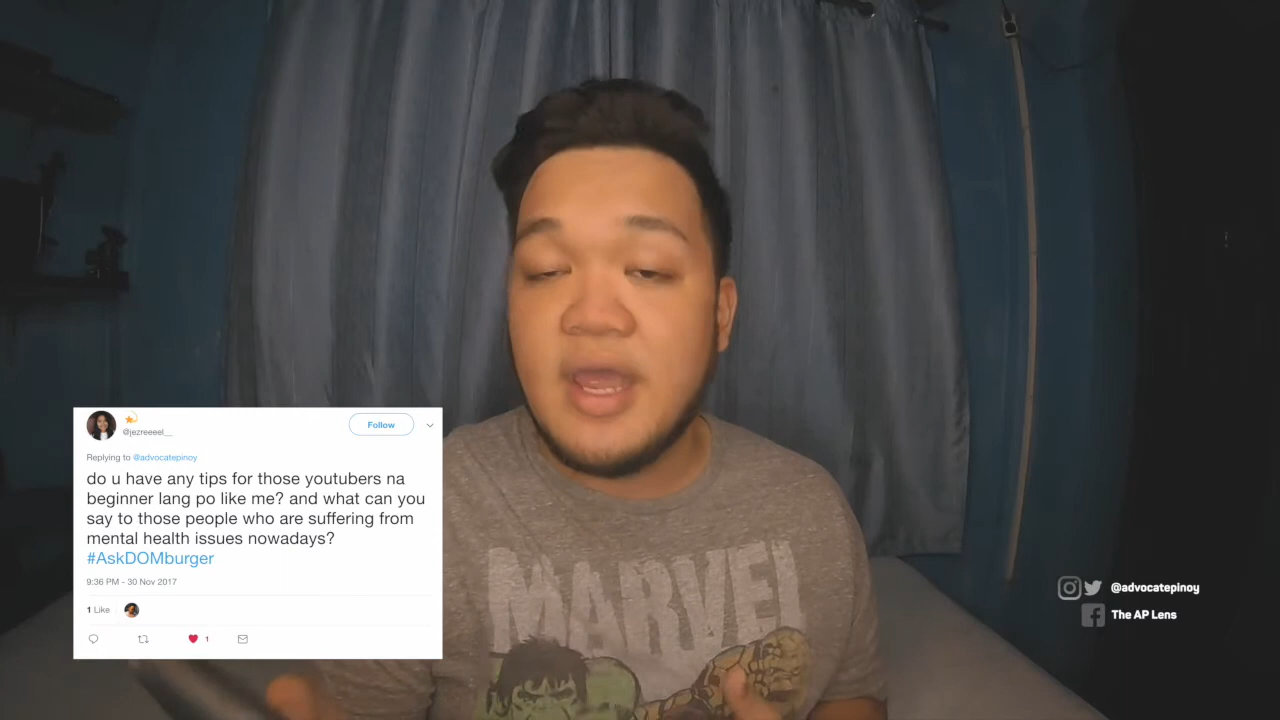 @jezreeeel__
Follow
Replying to @advocatepinoy
do u have any tips for those youtubers na
beginner lang po like me? and what can you
say to those people who are suffering from
mental health issues nowadays?
#AskDOMburger
9:36 PM - 30 Nov 2017
1 Like
1
MARVEL
@advocatepinoy
The AP Lens